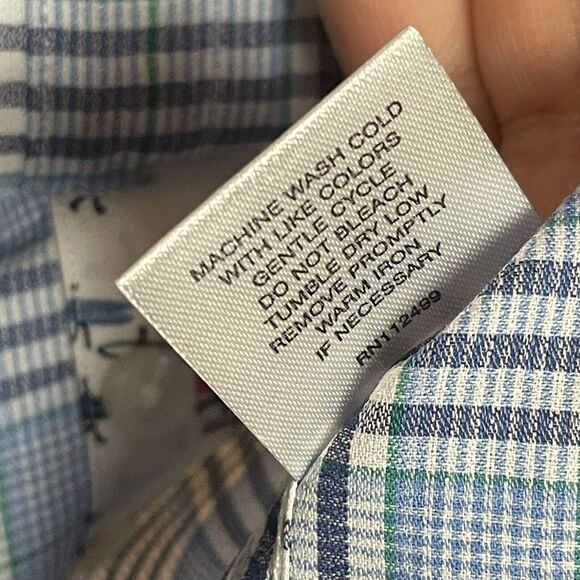 MACHINE WASH COLD
WITH LIKE COLORS
GENTLE CYCLE
DO NOT BLEACH
TUMBLE DRY LOW
REMOVE PROMPTLY
WARM IRON
IF NECESSARY
RN112499